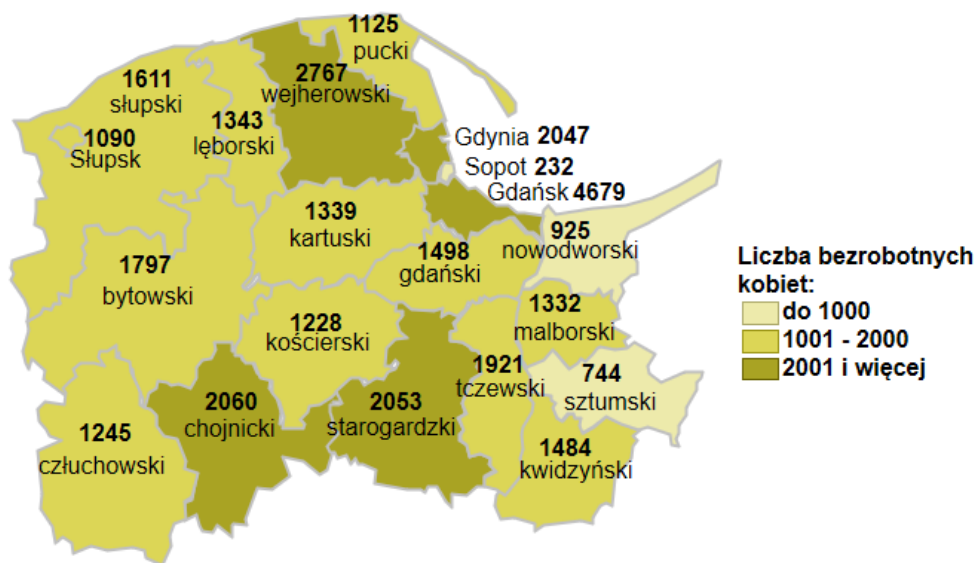 1125
pucki
1611
słupski
2767
wejherowski
1090
Słupsk
1343
lęborski
Gdynia 2047
Sopot 232
Gdańsk 4679
1339
kartuski
925
nowodworski
1498
gdański
1797
bytowski
1332
malborski
1228
kościerski
1921
tczewski
744
sztumski
2060
chojnicki
2053
starogardzki
1245
człuchowski
1484
kwidzyński
Liczba bezrobotnych
kobiet:
do 1000
1001 - 2000
2001 i więcej